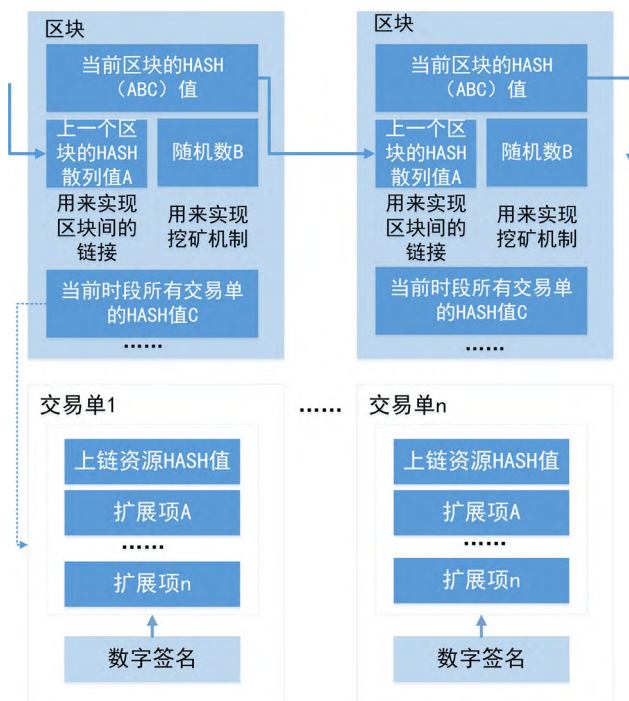 区块
当前区块的HASH
（ABC）值
上一个区
块的HASH
散列值A
随机数B
用来实现
区块间的
链接
用来实现
挖矿机制
当前时段所有交易单
的HASH值C
……
区块
当前区块的HASH
（ABC）值
上一个区
块的HASH
散列值A
随机数B
用来实现
区块间的
链接
用来实现
挖矿机制
当前时段所有交易单
的HASH值C
……
交易单1
上链资源HASH值
扩展项A
……
扩展项n
数字签名
……
交易单n
上链资源HASH值
扩展项A
……
扩展项n
数字签名